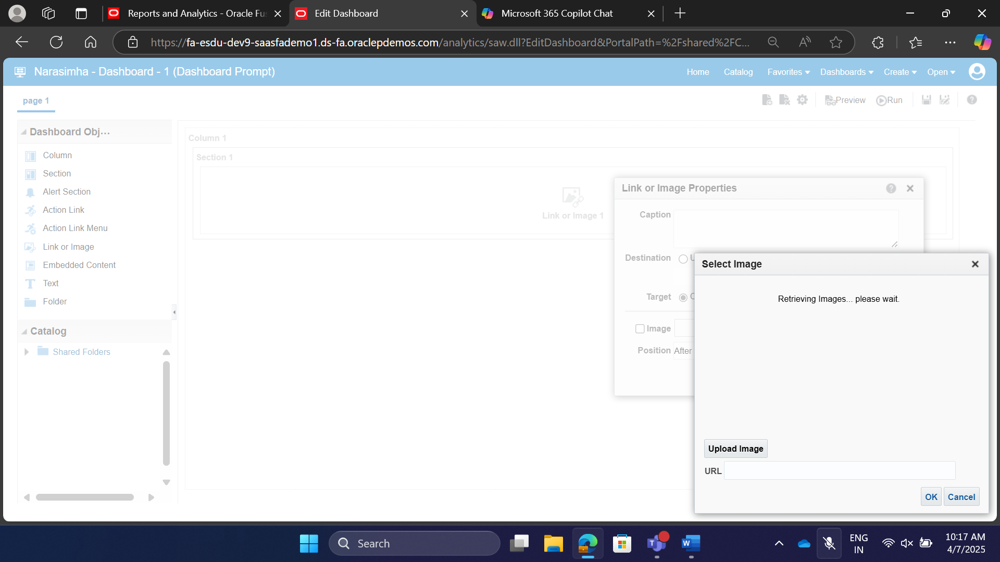 Reports and Analytics - Oracle Fus
Edit Dashboard
Microsoft 365 Copilot Chat
https://fa-esdu-dev9-saasfademo1.ds-fa.oraclepdemos.com/analytics/saw.dll?EditDashboard&PortalPath=%2Fshared%2FC...
Narasimha - Dashboard - 1 (Dashboard Prompt)
Home
Catalog
Favorites
Dashboards
Create
Open
page 1
Preview
Run
Dashboard Obj...
Column
Section
Alert Section
Action Link
Action Link Menu
Link or Image
Embedded Content
Text
Folder
Catalog
Shared Folders
Column 1
Section 1
Link or Image 1
Link or Image Properties
Caption
Destination
Target
Image
Position
After
Select Image
Retrieving Images... please wait.
Upload Image
URL
OK
Cancel
Search
ENG
IN
10:17 AM
4/7/2025